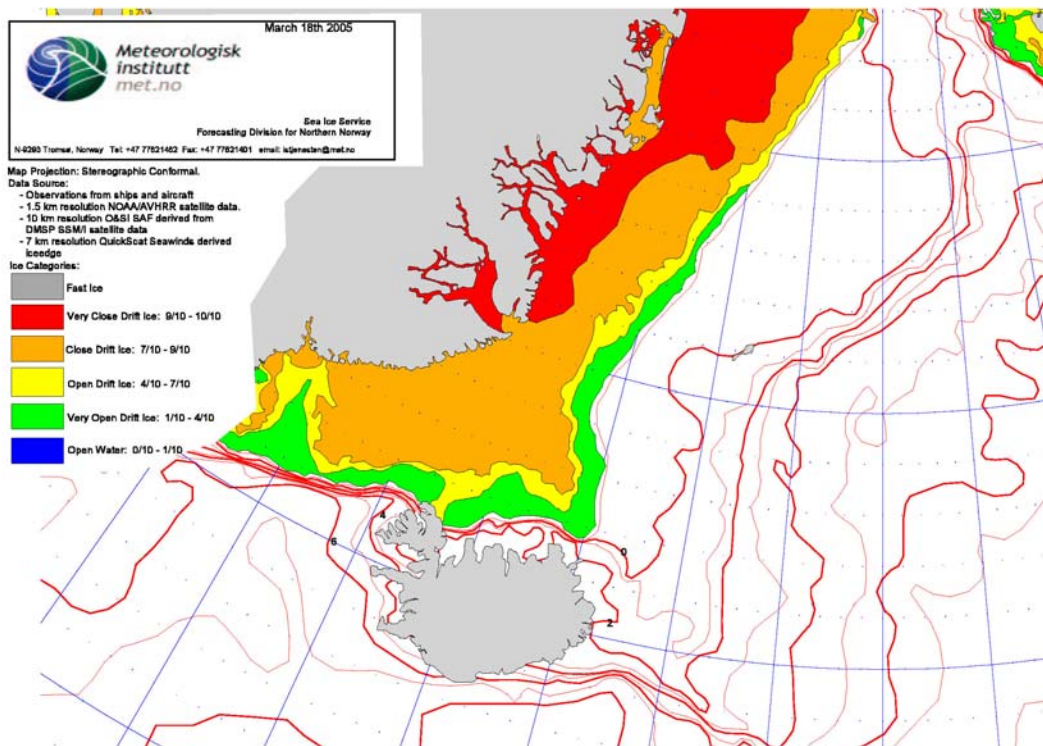 March 18th 2005
Meteorologisk
institutt
met.no
Sea Ice Service
Forecasting Division for Northern Norway
N-9293 Tromsø, Norway Tel: +47 77621462 Fax: +47 77621401 email: istjenesten@met.no
Map Projection: Stereographic Conformal.
Data Source:
- Observations from ships and aircraft
- 1.5 km resolution NOAA/AVHRR satellite data.
- 10 km resolution O&SI SAF derived from
DMSP SSM/I satellite data
- 7 km resolution QuickScat Seawinds derived
iceedge
Ice Categories:
Fast Ice
Very Close Drift Ice: 9/10 - 10/10
Close Drift Ice: 7/10 - 9/10
Open Drift Ice: 4/10 - 7/10
Very Open Drift Ice: 1/10 - 4/10
Open Water: 0/10 - 1/10
4
6
0
2